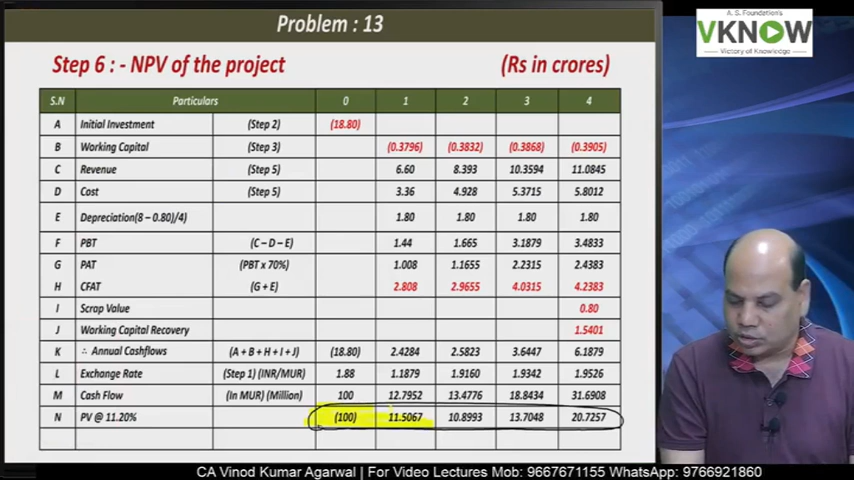 Problem : 13
A. S. Foundation's
VKNOW
Victory of Knowledge
Step 6 : - NPV of the project (Rs in crores)
S.N Particulars 0 1 2 3 4
A Initial Investment (Step 2) (18.80)
B Working Capital (Step 3) (0.3796) (0.3832) (0.3868) (0.3905)
C Revenue (Step 5) 6.60 8.393 10.3594 11.0845
D Cost (Step 5) 3.36 4.928 5.3715 5.8012
E Depreciation(8 – 0.80)/4) 1.80 1.80 1.80 1.80
F PBT (C – D – E) 1.44 1.665 3.1879 3.4833
G PAT (PBT x 70%) 1.008 1.1655 2.2315 2.4383
H CFAT (G + E) 2.808 2.9655 4.0315 4.2383
I Scrap Value 0.80
J Working Capital Recovery 1.5401
K ∴ Annual Cashflows (A + B + H + I + J) (18.80) 2.4284 2.5823 3.6447 6.1879
L Exchange Rate (Step 1) (INR/MUR) 1.88 1.1879 1.9160 1.9342 1.9526
M Cash Flow (In MUR) (Million) 100 12.7952 13.4776 18.8434 31.6908
N PV @ 11.20% (100) 11.5067 10.8993 13.7048 20.7257
CA Vinod Kumar Agarwal | For Video Lectures Mob: 9667671155 WhatsApp: 9766921860